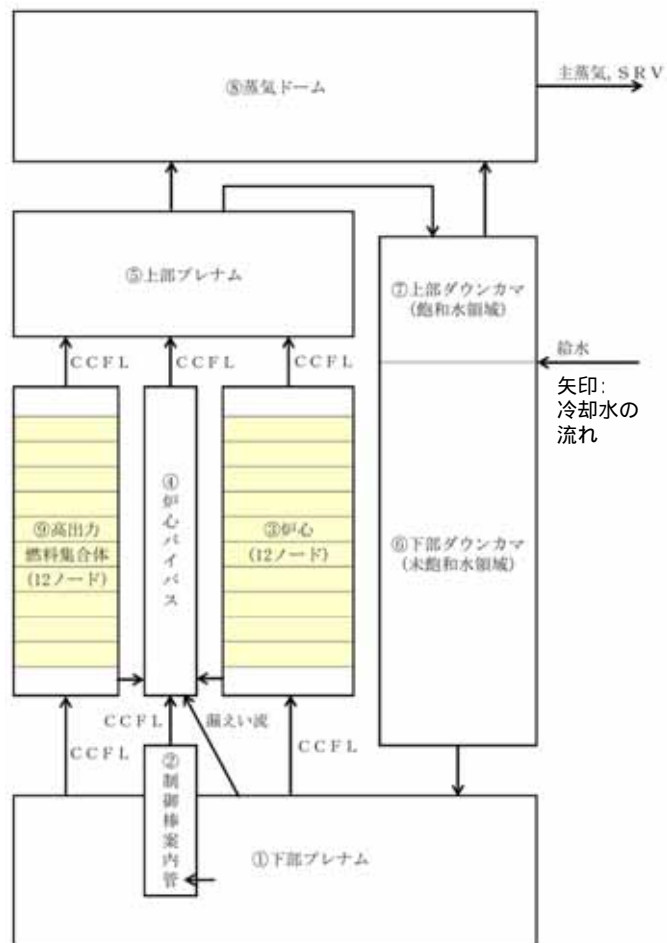 ⑧蒸気ドーム
主蒸気, SRV
⑤上部プレナム
⑦上部ダウンカマ
(飽和水領域)
給水
矢印:
冷却水の
流れ
CCFL
CCFL
CCFL
⑨高出力
燃料集合体
(12ノード)
④炉心バイパス
③炉心
(12ノード)
⑥下部ダウンカマ
(未飽和水領域)
CCFL
漏えい流
CCFL
CCFL
②制御棒案内管
①下部プレナム